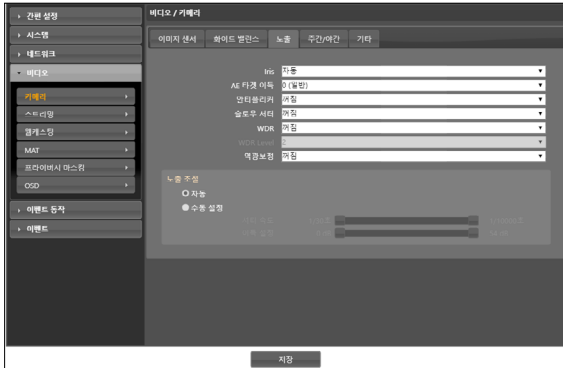 간편 설정
시스템
네트워크
비디오
카메라
스트리밍
웹캐스팅
MAT
프라이버시 마스킹
OSD
이벤트 동작
이벤트
비디오 / 카메라
이미지 센서 화이트 밸런스 노출 주간/야간 기타
Iris 자동
AE 타겟 이득 0 (일반)
안티플리커 꺼짐
슬로우 셔터 꺼짐
WDR 꺼짐
WDR Level 2
역광보정 꺼짐
노출 조절
자동
수동 설정
저장